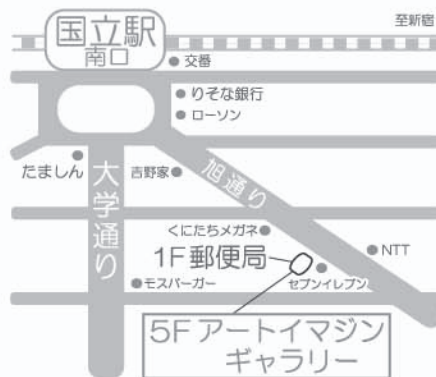 至新宿
国立駅
南口
交番
りそな銀行
ローソン
たましん
大学通り
吉野家
旭通り
くにたちメガネ
1F郵便局
NTT
セブンイレブン
モスバーガー
5Fアートイマジン
ギャラリー